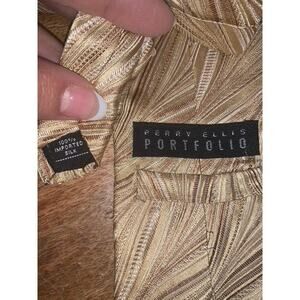 100%
IMPORTED
SILK
PERRY ELLIS
PORTFOLIO